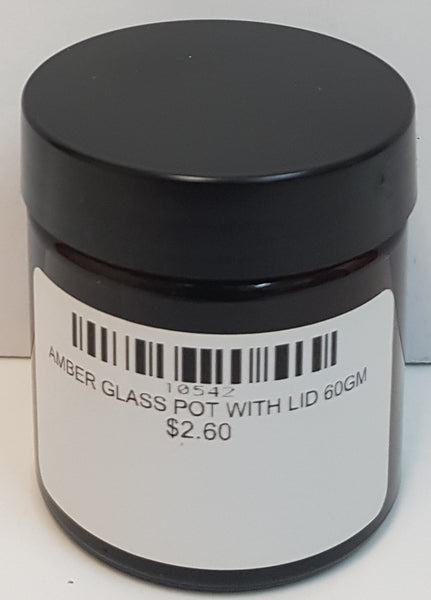 10542
AMBER GLASS POT WITH LID 60GM
$2.60